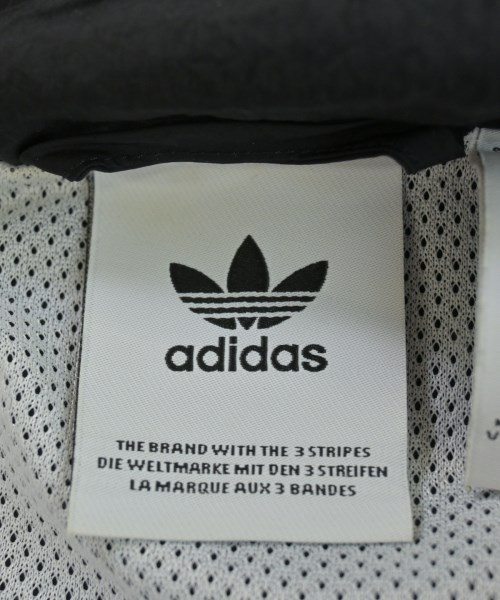 adidas
THE BRAND WITH THE 3 STRIPES
DIE WELTMARKE MIT DEN 3 STREIFEN
LA MARQUE AUX 3 BANDES